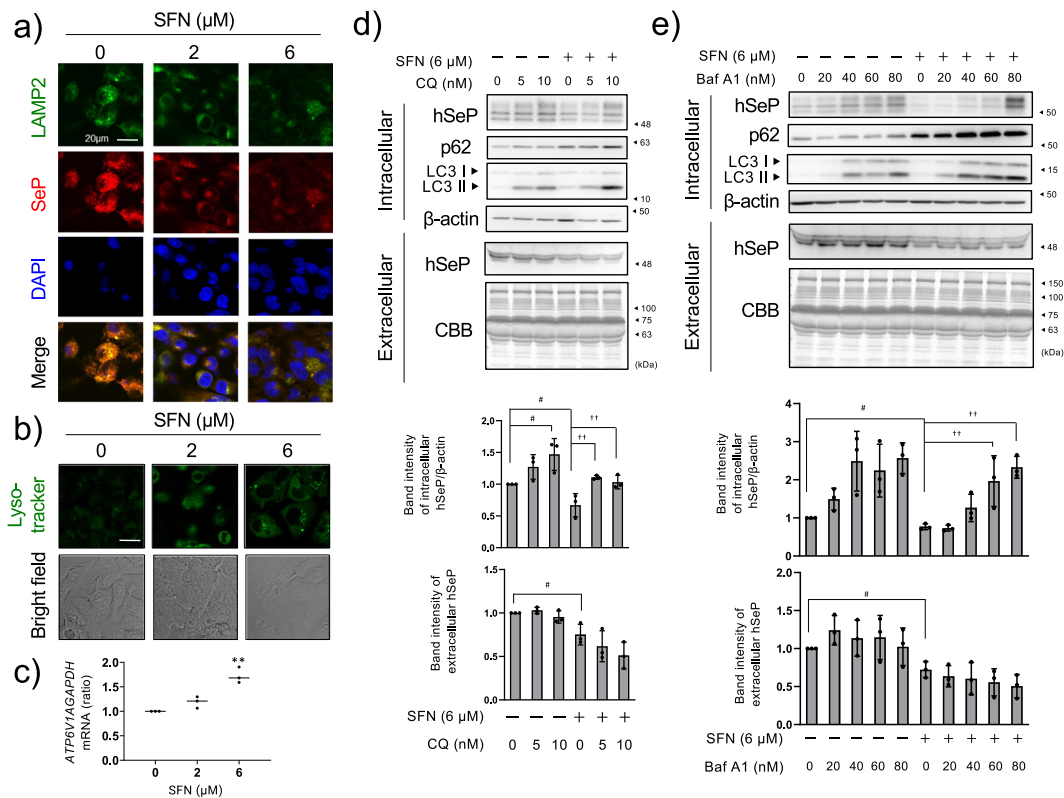 a)
SFN (µM)
0 2 6
LAMP2
20µm
SeP
DAPI
Merge
b)
SFN (µM)
0 2 6
Lyso-
tracker
Bright field
c)
ATP6V1AGAPDH
mRNA (ratio)
2.0
1.5
1.0
0.5
0.0
**
0 2 6
SFN (µM)
d)
SFN (6 µM) − − − + + +
CQ (nM) 0 5 10 0 5 10
Intracellular
hSeP
48
p62
63
LC3 I
LC3 II
10
β-actin
50
Extracellular
hSeP
48
CBB
100
75
63
(kDa)
Band intensity
of intracellular
hSeP/β-actin
2.0
1.5
1.0
0.5
0.0
#
#
††
††
Band intensity of
extracellular hSeP
1.5
1.0
0.5
0.0
#
SFN (6 µM) − − − + + +
CQ (nM) 0 5 10 0 5 10
e)
SFN (6 µM) − − − − − + + + + +
Baf A1 (nM) 0 20 40 60 80 0 20 40 60 80
Intracellular
hSeP
50
p62
50
LC3 I
LC3 II
15
β-actin
50
Extracellular
hSeP
48
CBB
150
100
75
63
(kDa)
Band intensity
of intracellular
hSeP/β-actin
4
3
2
1
0
#
††
††
Band intensity of
extracellular hSeP
1.5
1.0
0.5
0.0
#
SFN (6 µM) − − − − − + + + + +
Baf A1 (nM) 0 20 40 60 80 0 20 40 60 80